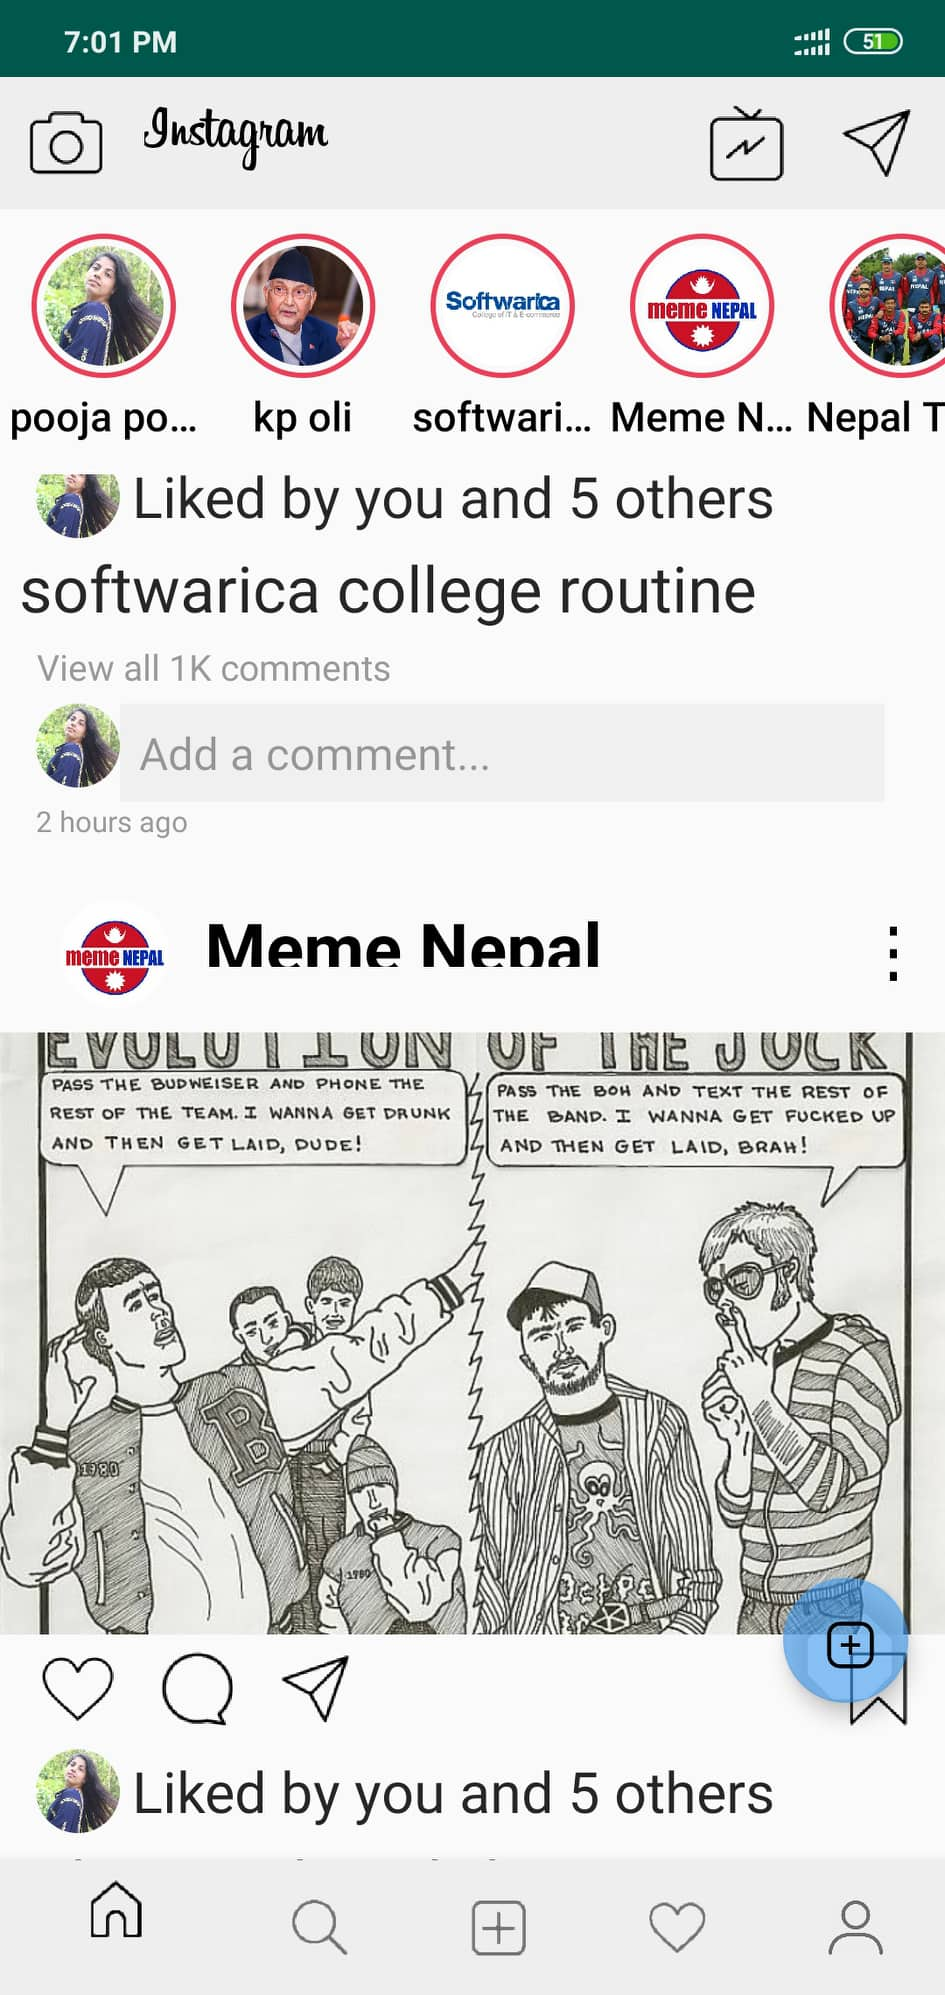 7:01 PM
51
Instagram
Softwarica
College of IT & E-commerce
meme NEPAL
pooja po...
kp oli
softwari...
Meme N...
Nepal T
Liked by you and 5 others
softwarica college routine
View all 1K comments
Add a comment...
2 hours ago
meme NEPAL
Meme Nepal
EVOLUTION OF THE JOCK
PASS THE BUDWEISER AND PHONE THE
REST OF THE TEAM. I WANNA GET DRUNK
AND THEN GET LAID, DUDE!
PASS THE BOH AND TEXT THE REST OF
THE BAND. I WANNA GET FUCKED UP
AND THEN GET LAID, BRAH!
B
1980
1980
Liked by you and 5 others